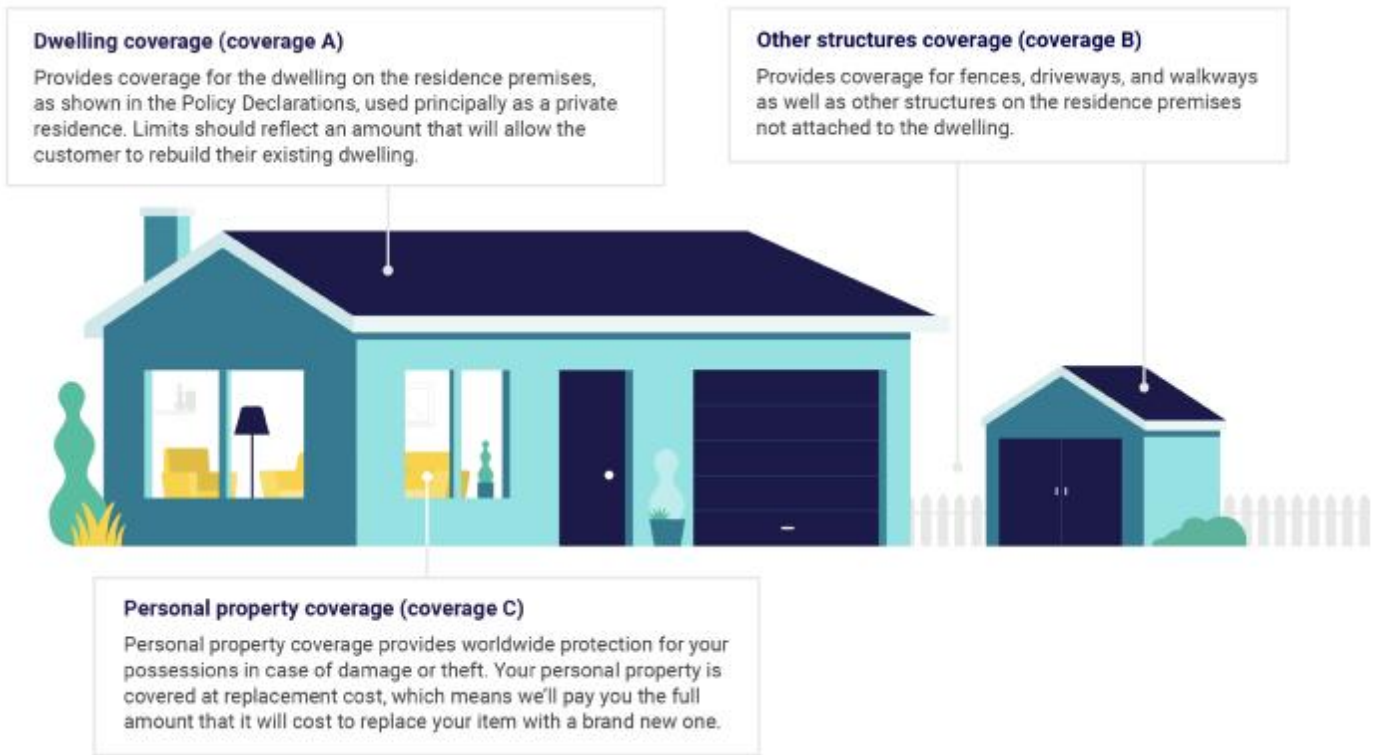 Dwelling coverage (coverage A)
Provides coverage for the dwelling on the residence premises,
as shown in the Policy Declarations, used principally as a private
residence. Limits should reflect an amount that will allow the
customer to rebuild their existing dwelling.
Other structures coverage (coverage B)
Provides coverage for fences, driveways, and walkways
as well as other structures on the residence premises
not attached to the dwelling.
Personal property coverage (coverage C)
Personal property coverage provides worldwide protection for your
possessions in case of damage or theft. Your personal property is
covered at replacement cost, which means we'll pay you the full
amount that it will cost to replace your item with a brand new one.